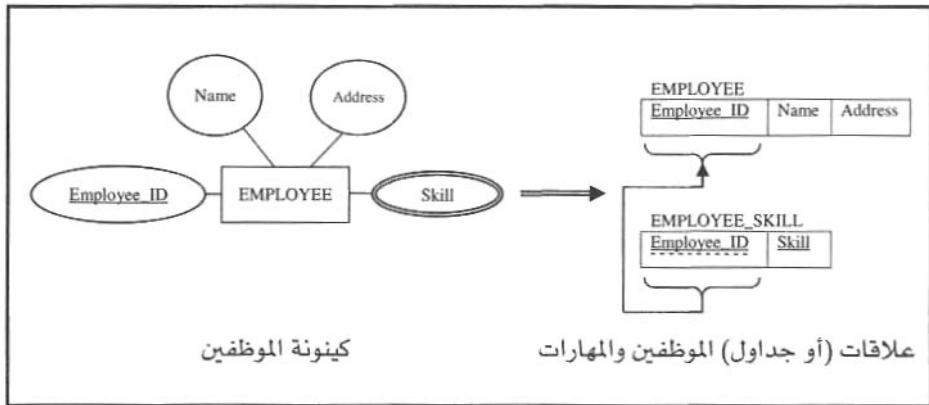 Name
Address
Employee_ID
EMPLOYEE
Skill
EMPLOYEE
Employee_ID Name Address
EMPLOYEE_SKILL
Employee_ID Skill
كينونة الموظفين
علاقات (أو جداول) الموظفين والمهارات